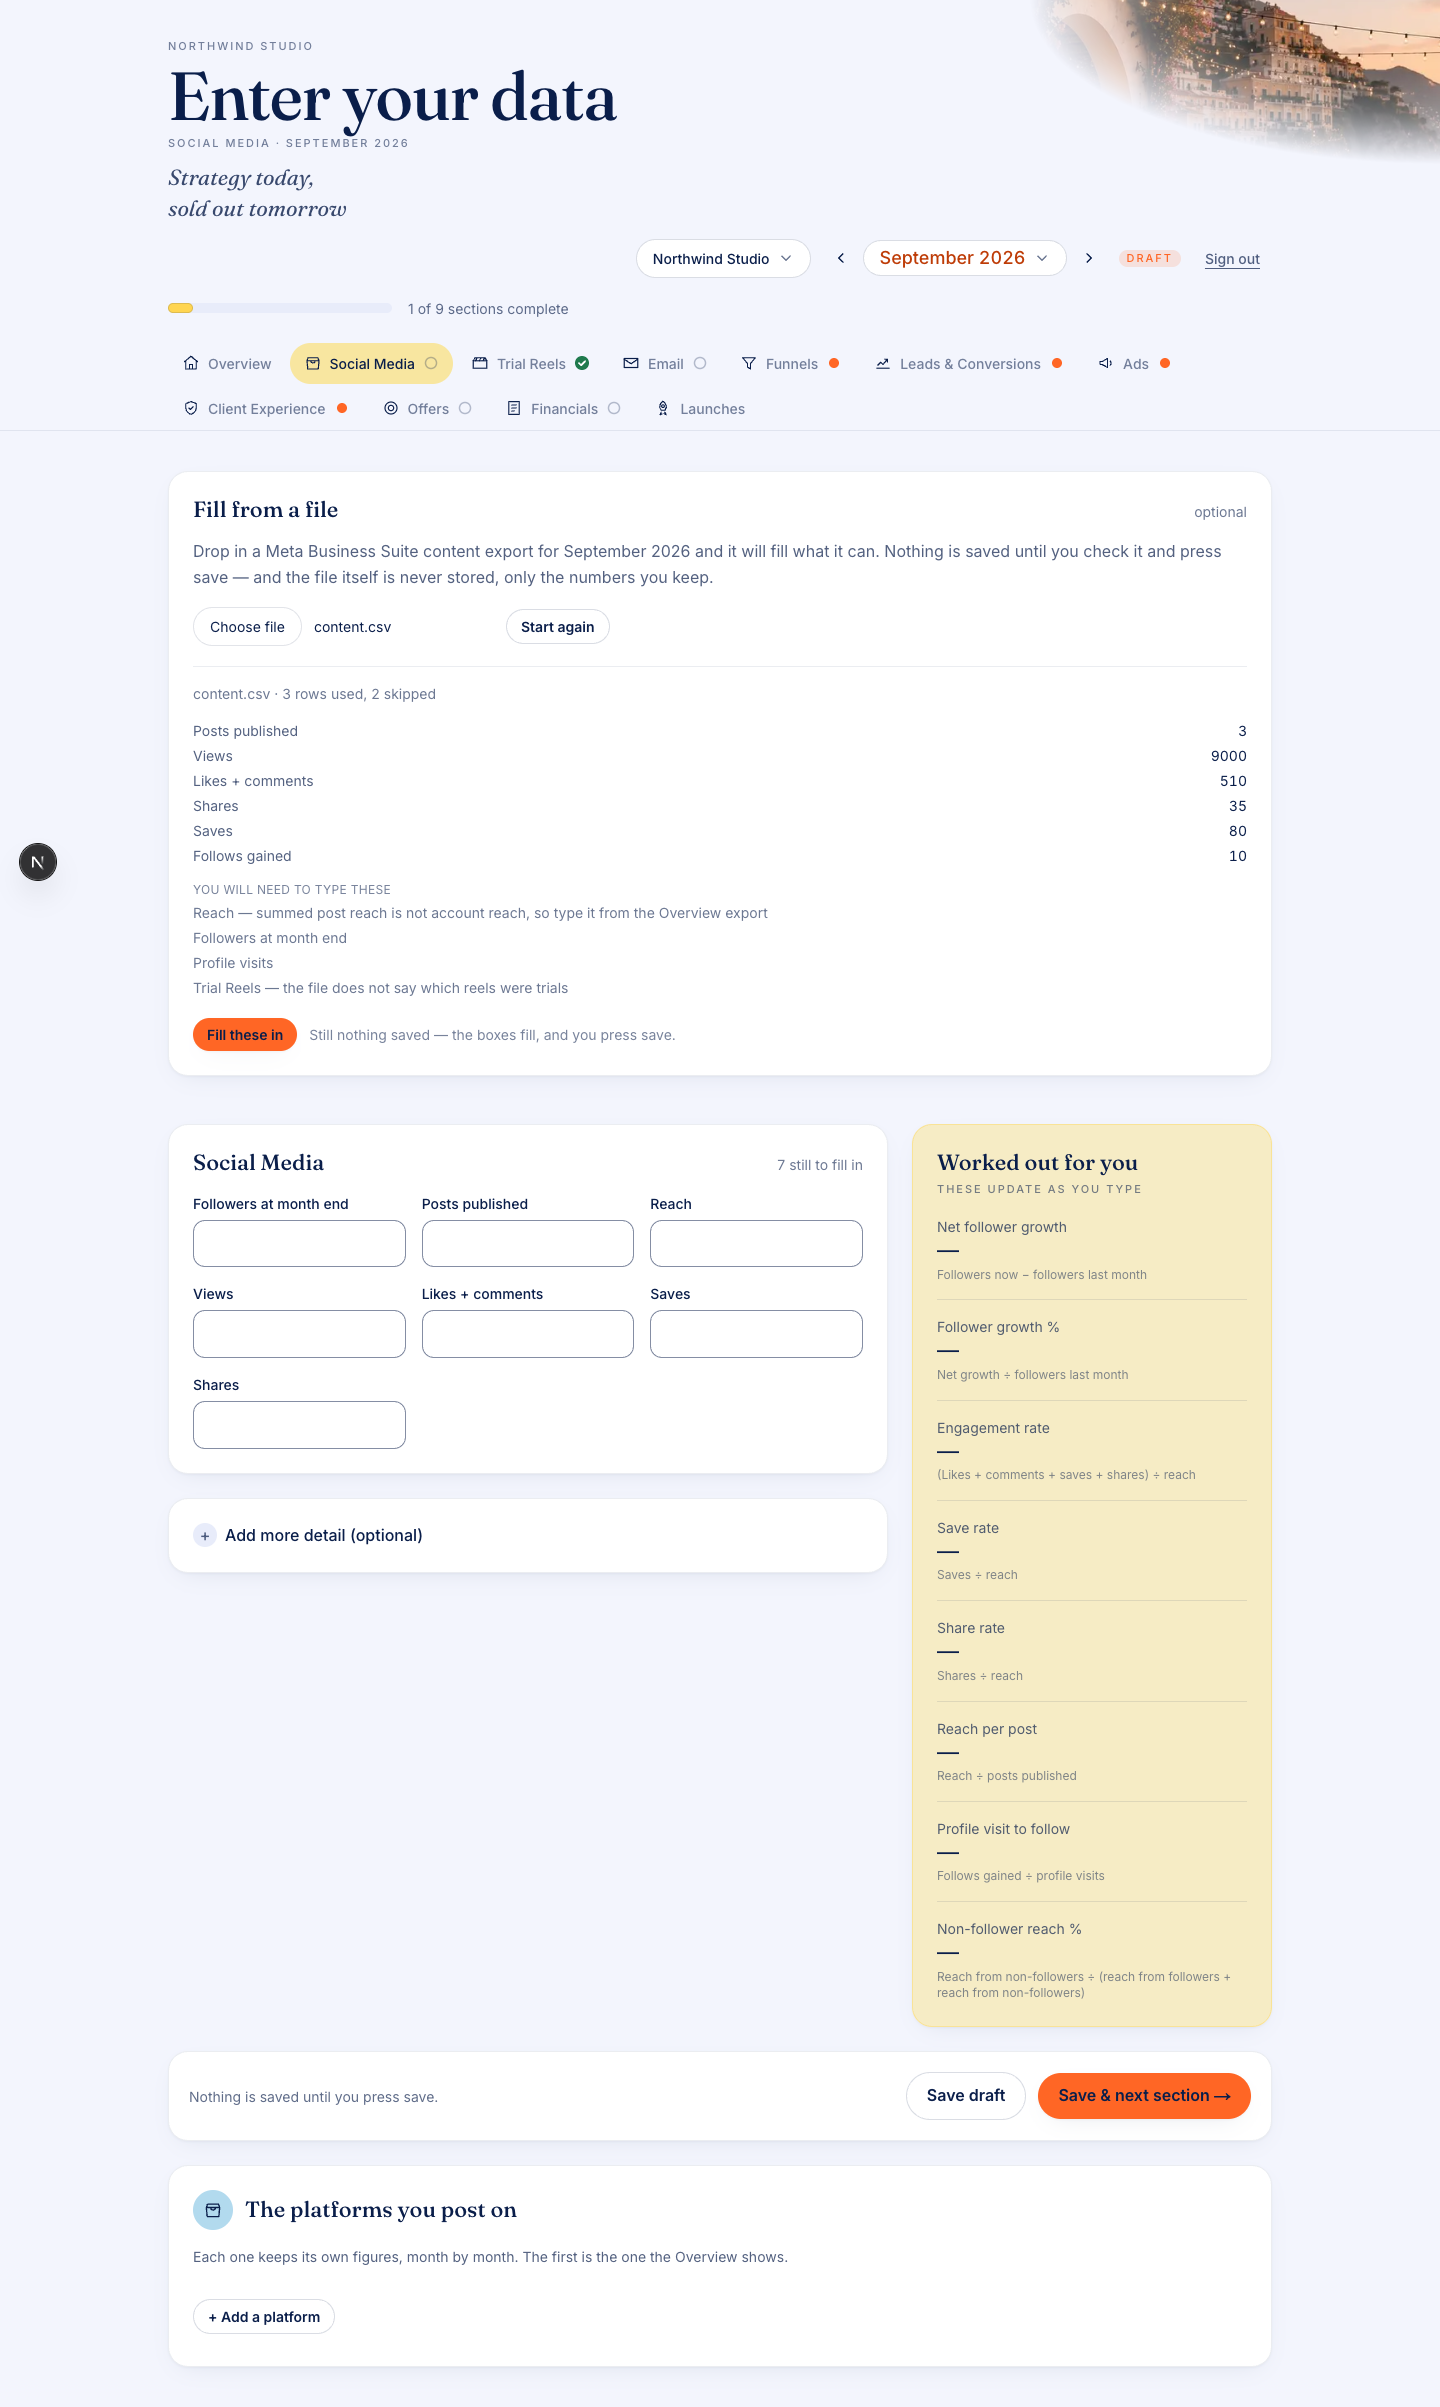 NORTHWIND STUDIO
Enter your data
SOCIAL MEDIA · SEPTEMBER 2026
Strategy today,
sold out tomorrow
Northwind Studio
September 2026
DRAFT
Sign out
1 of 9 sections complete
Overview
Social Media
Trial Reels
Email
Funnels
Leads & Conversions
Ads
Client Experience
Offers
Financials
Launches
Fill from a file
optional
Drop in a Meta Business Suite content export for September 2026 and it will fill what it can. Nothing is saved until you check it and press
save — and the file itself is never stored, only the numbers you keep.
Choose file
content.csv
Start again
content.csv · 3 rows used, 2 skipped
Posts published 3
Views 9000
Likes + comments 510
Shares 35
Saves 80
Follows gained 10
YOU WILL NEED TO TYPE THESE
Reach — summed post reach is not account reach, so type it from the Overview export
Followers at month end
Profile visits
Trial Reels — the file does not say which reels were trials
Fill these in
Still nothing saved — the boxes fill, and you press save.
N
Social Media
7 still to fill in
Followers at month end
Posts published
Reach
Views
Likes + comments
Saves
Shares
+ Add more detail (optional)
Worked out for you
THESE UPDATE AS YOU TYPE
Net follower growth
—
Followers now − followers last month
Follower growth %
—
Net growth ÷ followers last month
Engagement rate
—
(Likes + comments + saves + shares) ÷ reach
Save rate
—
Saves ÷ reach
Share rate
—
Shares ÷ reach
Reach per post
—
Reach ÷ posts published
Profile visit to follow
—
Follows gained ÷ profile visits
Non-follower reach %
—
Reach from non-followers ÷ (reach from followers +
reach from non-followers)
Nothing is saved until you press save.
Save draft
Save & next section →
The platforms you post on
Each one keeps its own figures, month by month. The first is the one the Overview shows.
+ Add a platform